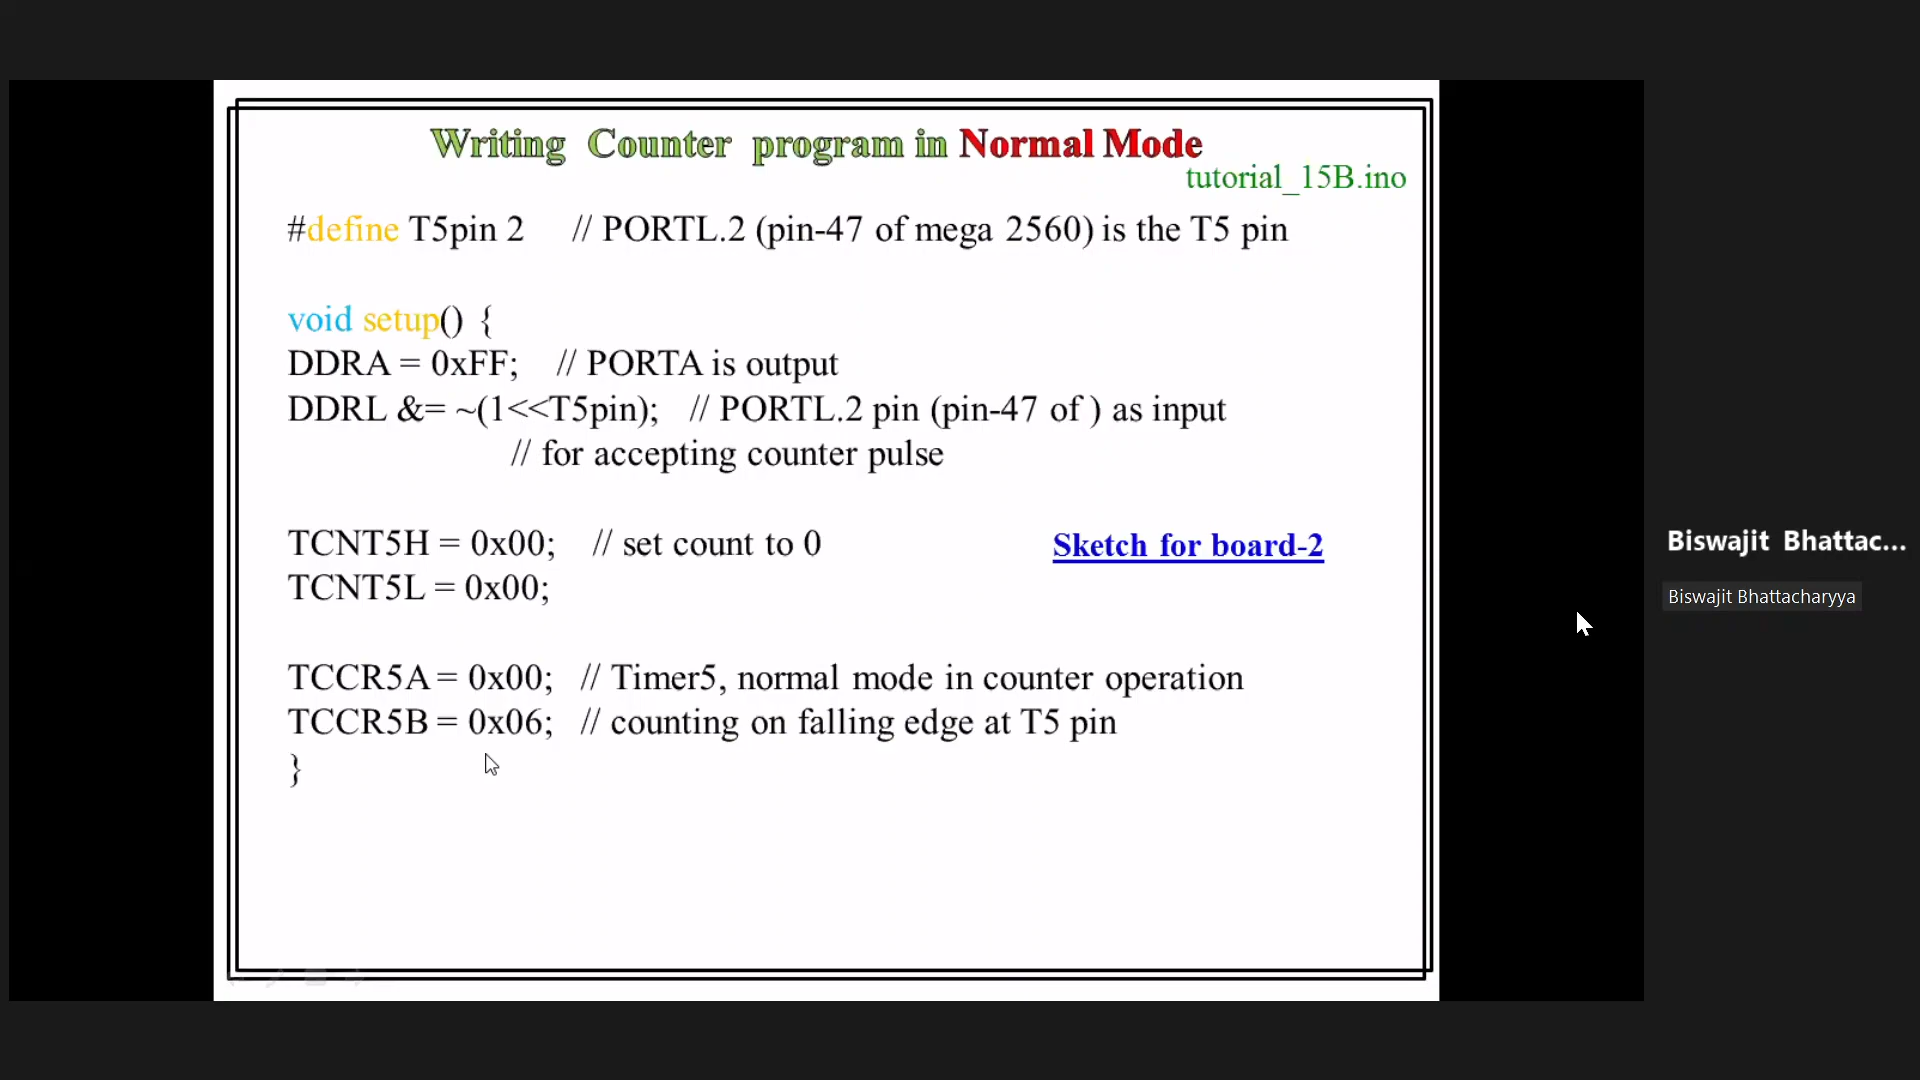 Writing Counter program in Normal Mode
tutorial_15B.ino
#define T5pin 2 // PORTL.2 (pin-47 of mega 2560) is the T5 pin
void setup() {
DDRA = 0xFF; // PORTA is output
DDRL &= ~(1<<T5pin); // PORTL.2 pin (pin-47 of ) as input
// for accepting counter pulse
TCNT5H = 0x00; // set count to 0
Sketch for board-2
TCNT5L = 0x00;
TCCR5A = 0x00; // Timer5, normal mode in counter operation
TCCR5B = 0x06; // counting on falling edge at T5 pin
}
Biswajit Bhattac...
Biswajit Bhattacharyya